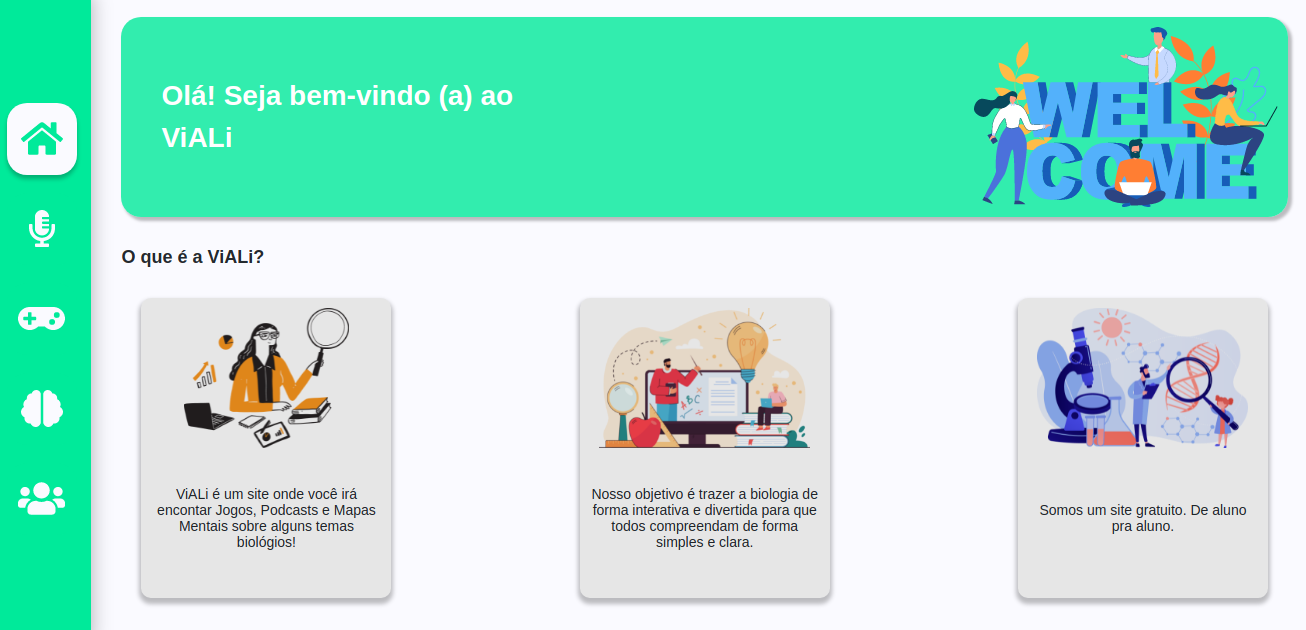 Olá! Seja bem-vindo (a) ao
ViALi
WEL
COME
O que é a ViALi?
ViALi é um site onde você irá
encontar Jogos, Podcasts e Mapas
Mentais sobre alguns temas
biológios!
ABC
Nosso objetivo é trazer a biologia de
forma interativa e divertida para que
todos compreendam de forma
simples e clara.
Somos um site gratuito. De aluno
pra aluno.